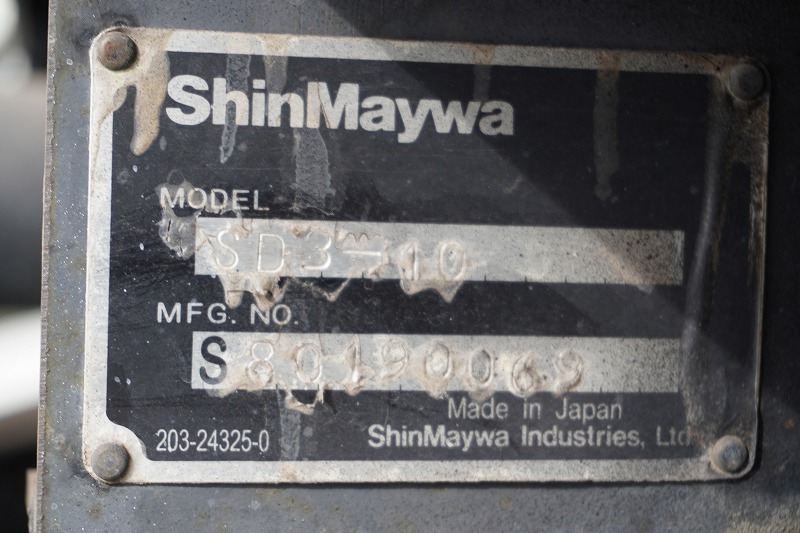 ShinMaywa
MODEL
SD3-10
MFG. NO.
S 80190069
Made in Japan
203-24325-0
ShinMaywa Industries, Ltd